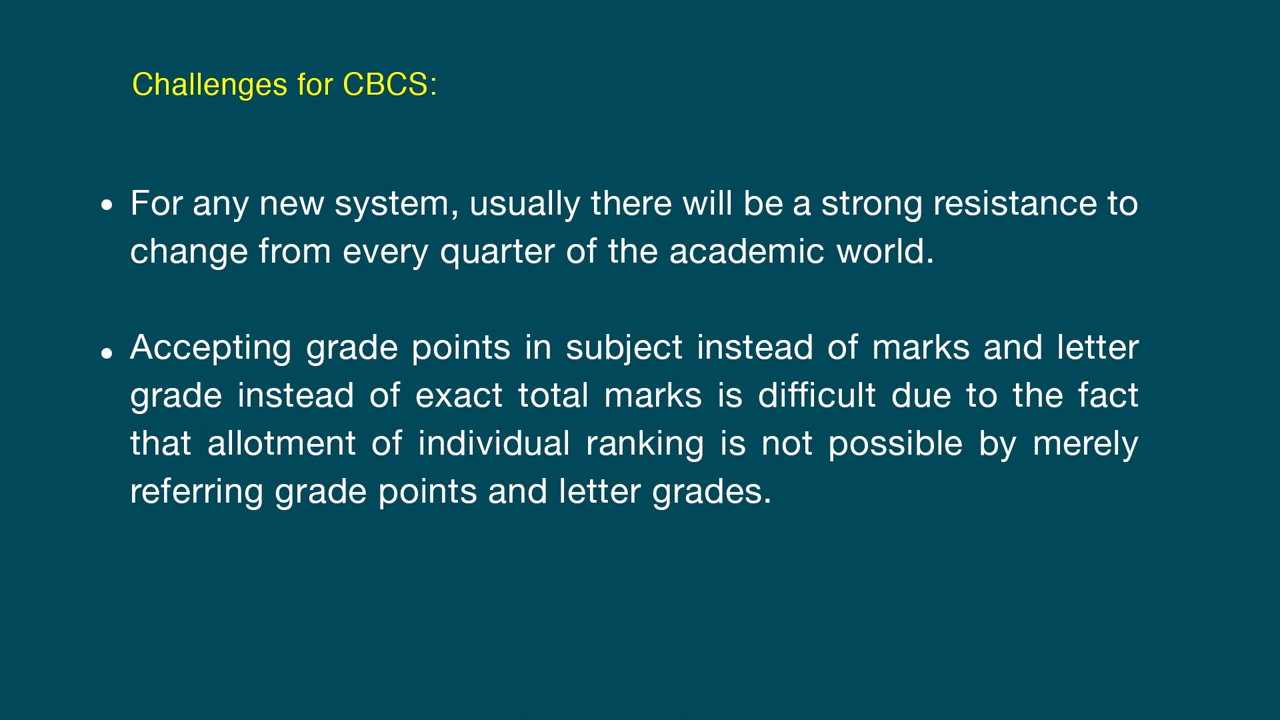 Challenges for CBCS:
• For any new system, usually there will be a strong resistance to
change from every quarter of the academic world.
• Accepting grade points in subject instead of marks and letter
grade instead of exact total marks is difficult due to the fact
that allotment of individual ranking is not possible by merely
referring grade points and letter grades.